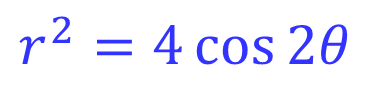 r² = 4 cos 2θ